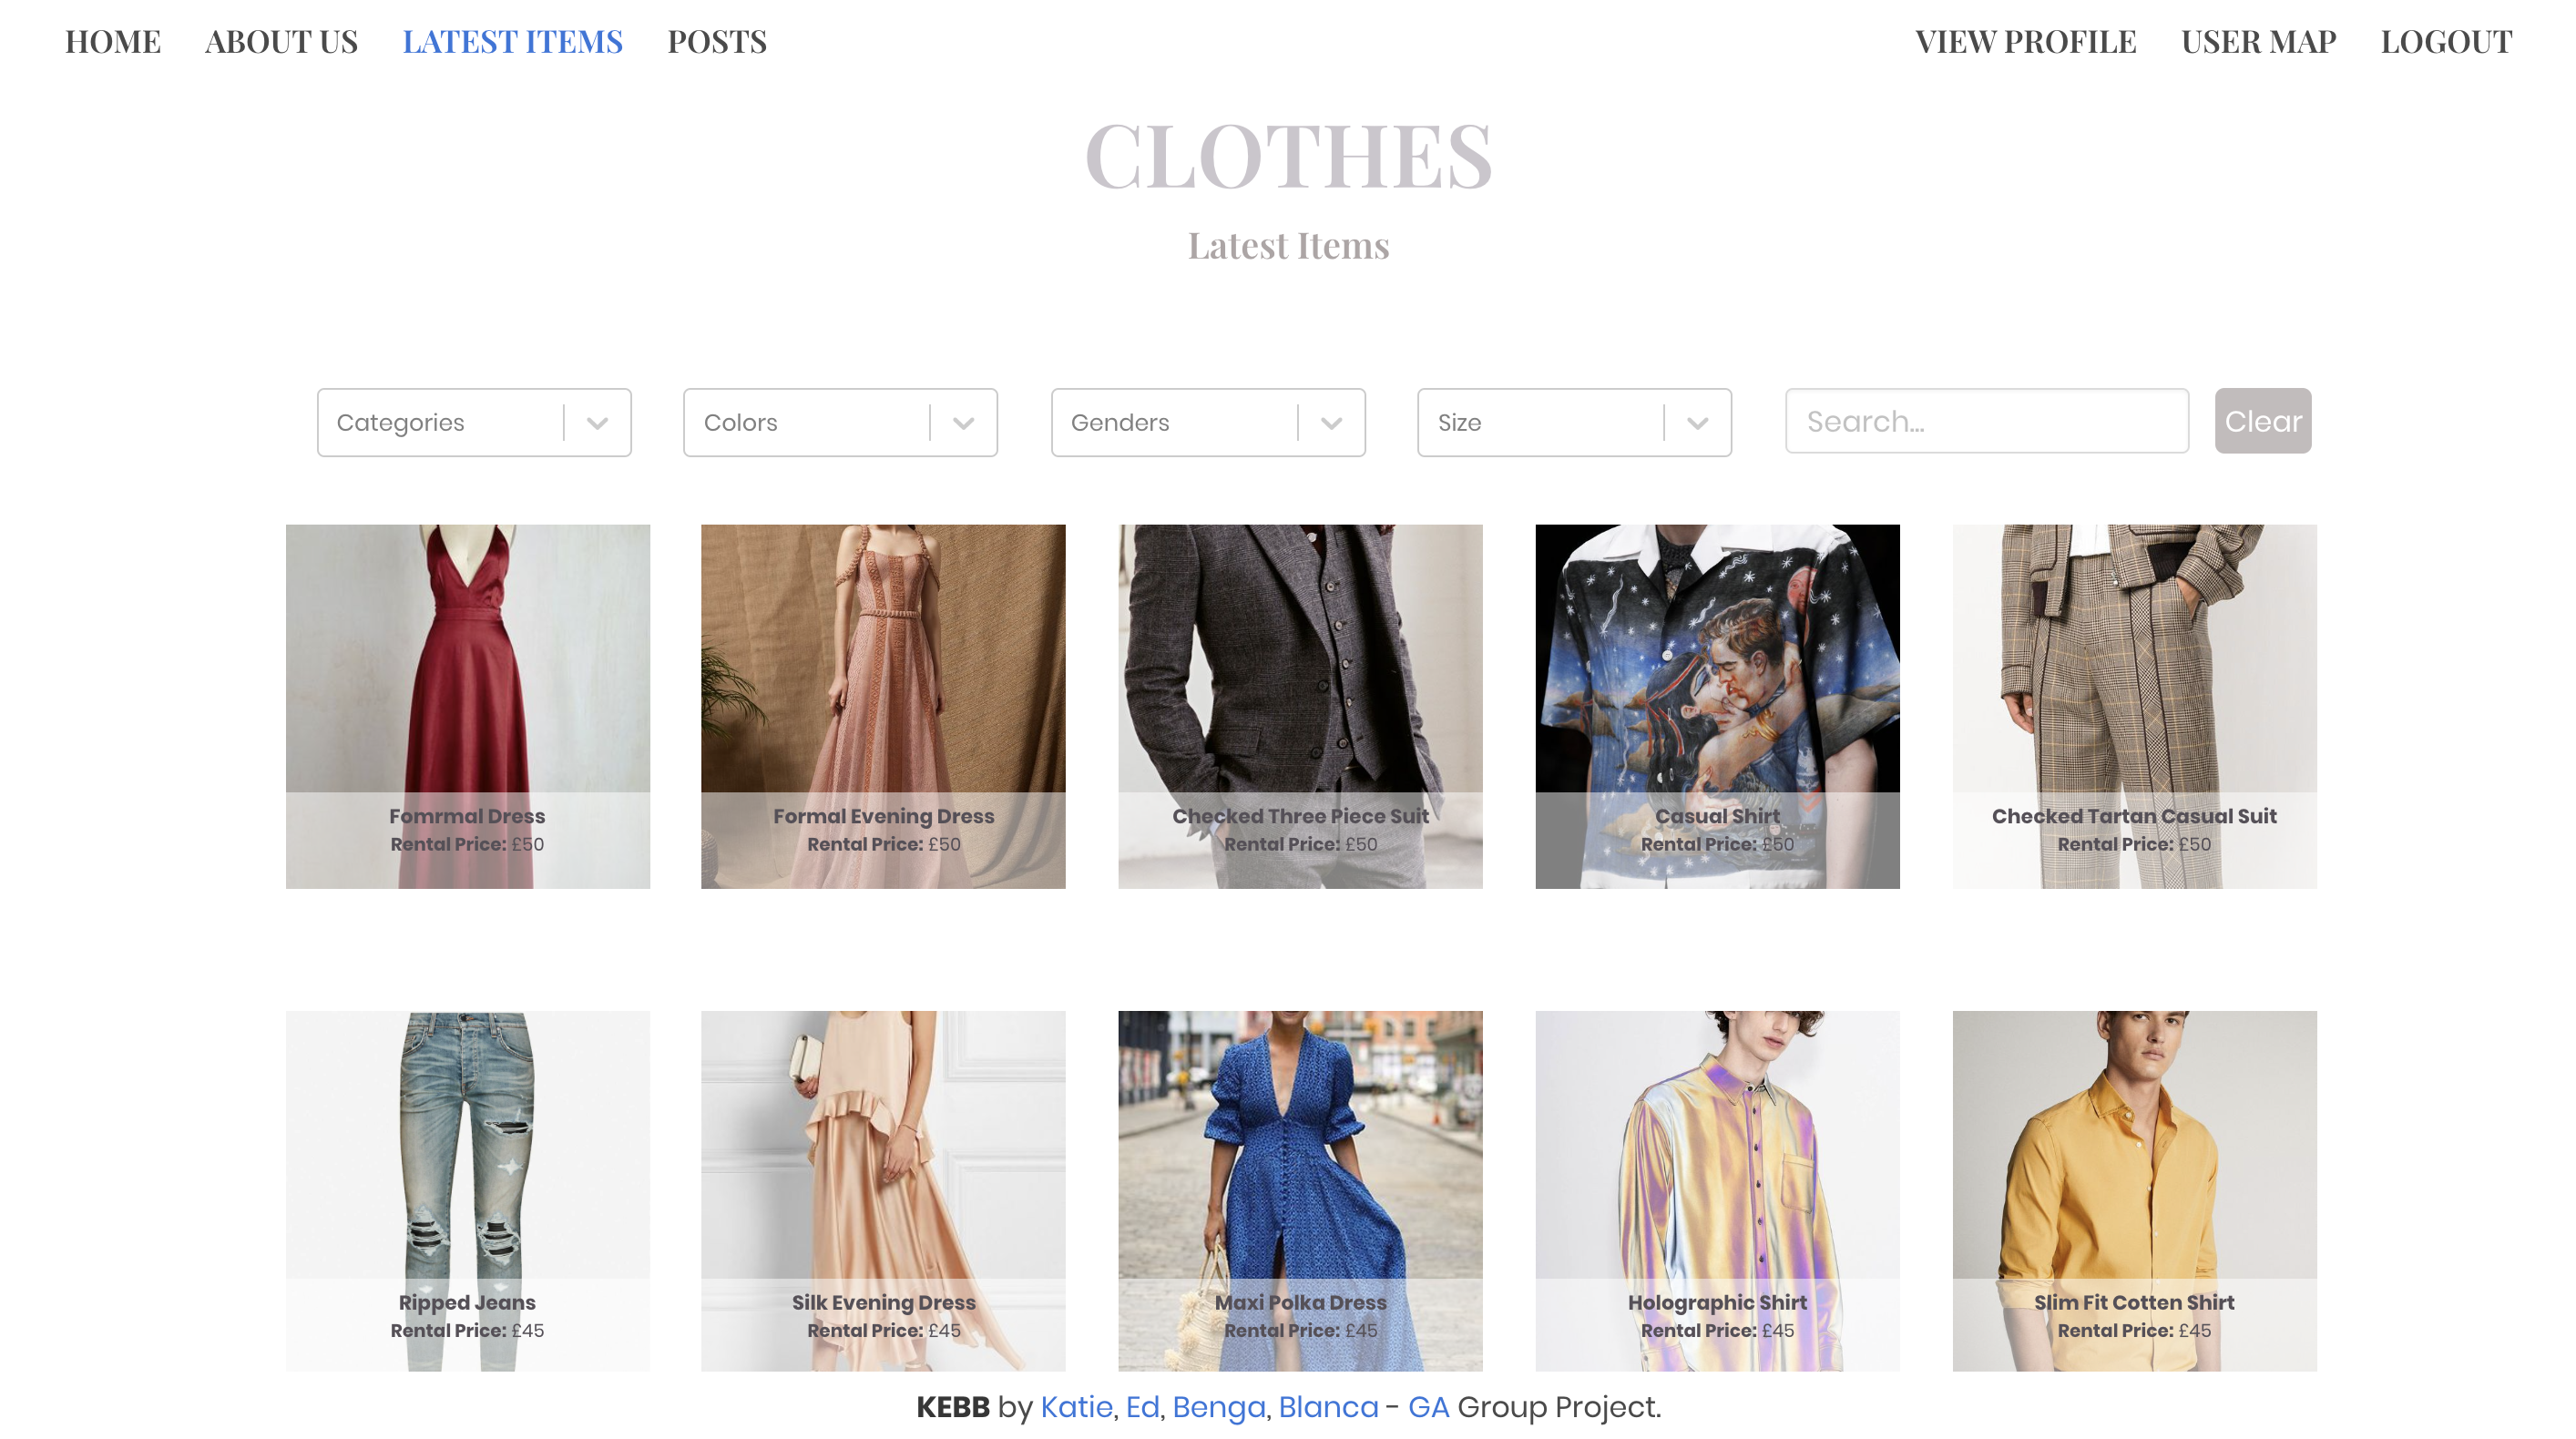 HOME ABOUT US LATEST ITEMS POSTS VIEW PROFILE USER MAP LOGOUT
CLOTHES
Latest Items
Categories Colors Genders Size Search... Clear
Fomrmal Dress
Rental Price: £50
Formal Evening Dress
Rental Price: £50
Checked Three Piece Suit
Rental Price: £50
Casual Shirt
Rental Price: £50
Checked Tartan Casual Suit
Rental Price: £50
Ripped Jeans
Rental Price: £45
Silk Evening Dress
Rental Price: £45
Maxi Polka Dress
Rental Price: £45
Holographic Shirt
Rental Price: £45
Slim Fit Cotten Shirt
Rental Price: £45
KEBB by Katie, Ed, Benga, Blanca - GA Group Project.